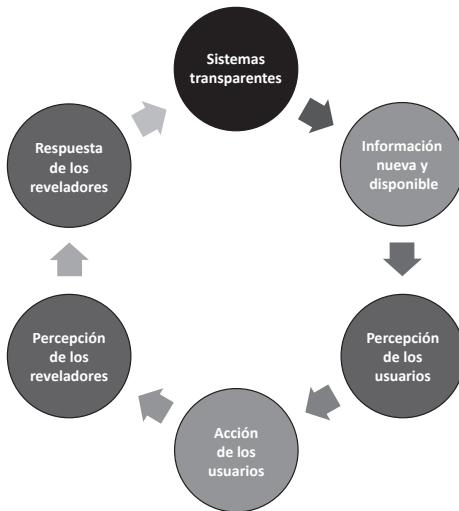 Sistemas
transparentes
Información
nueva y
disponible
Percepción
de los
usuarios
Acción
de los
usuarios
Percepción
de los
reveladores
Respuesta
de los
reveladores